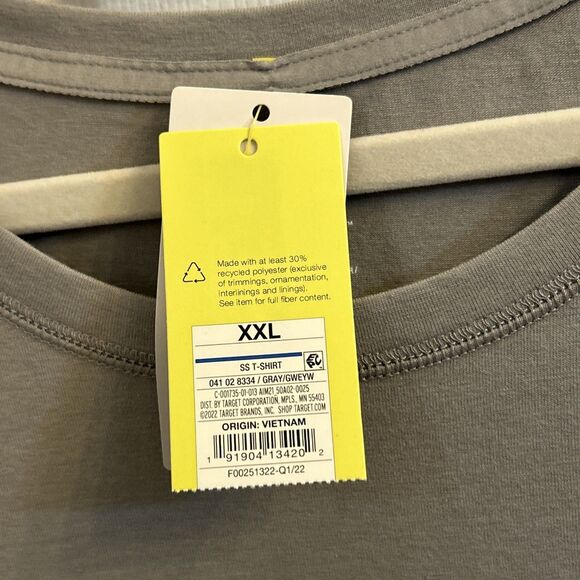 Made with at least 30%
recycled polyester (exclusive
of trimmings, ornamentation,
interlinings and linings).
See item for full fiber content.
XXL
SS T-SHIRT
041 02 8334 / GRAY/GWEYW
C-001735-01-013 AIM21_50A02-0025
DIST. BY TARGET CORPORATION, MPLS., MN 55403
©2022 TARGET BRANDS, INC. SHOP TARGET.COM
ORIGIN: VIETNAM
1 91904 13420 2
F00251322-Q1/22